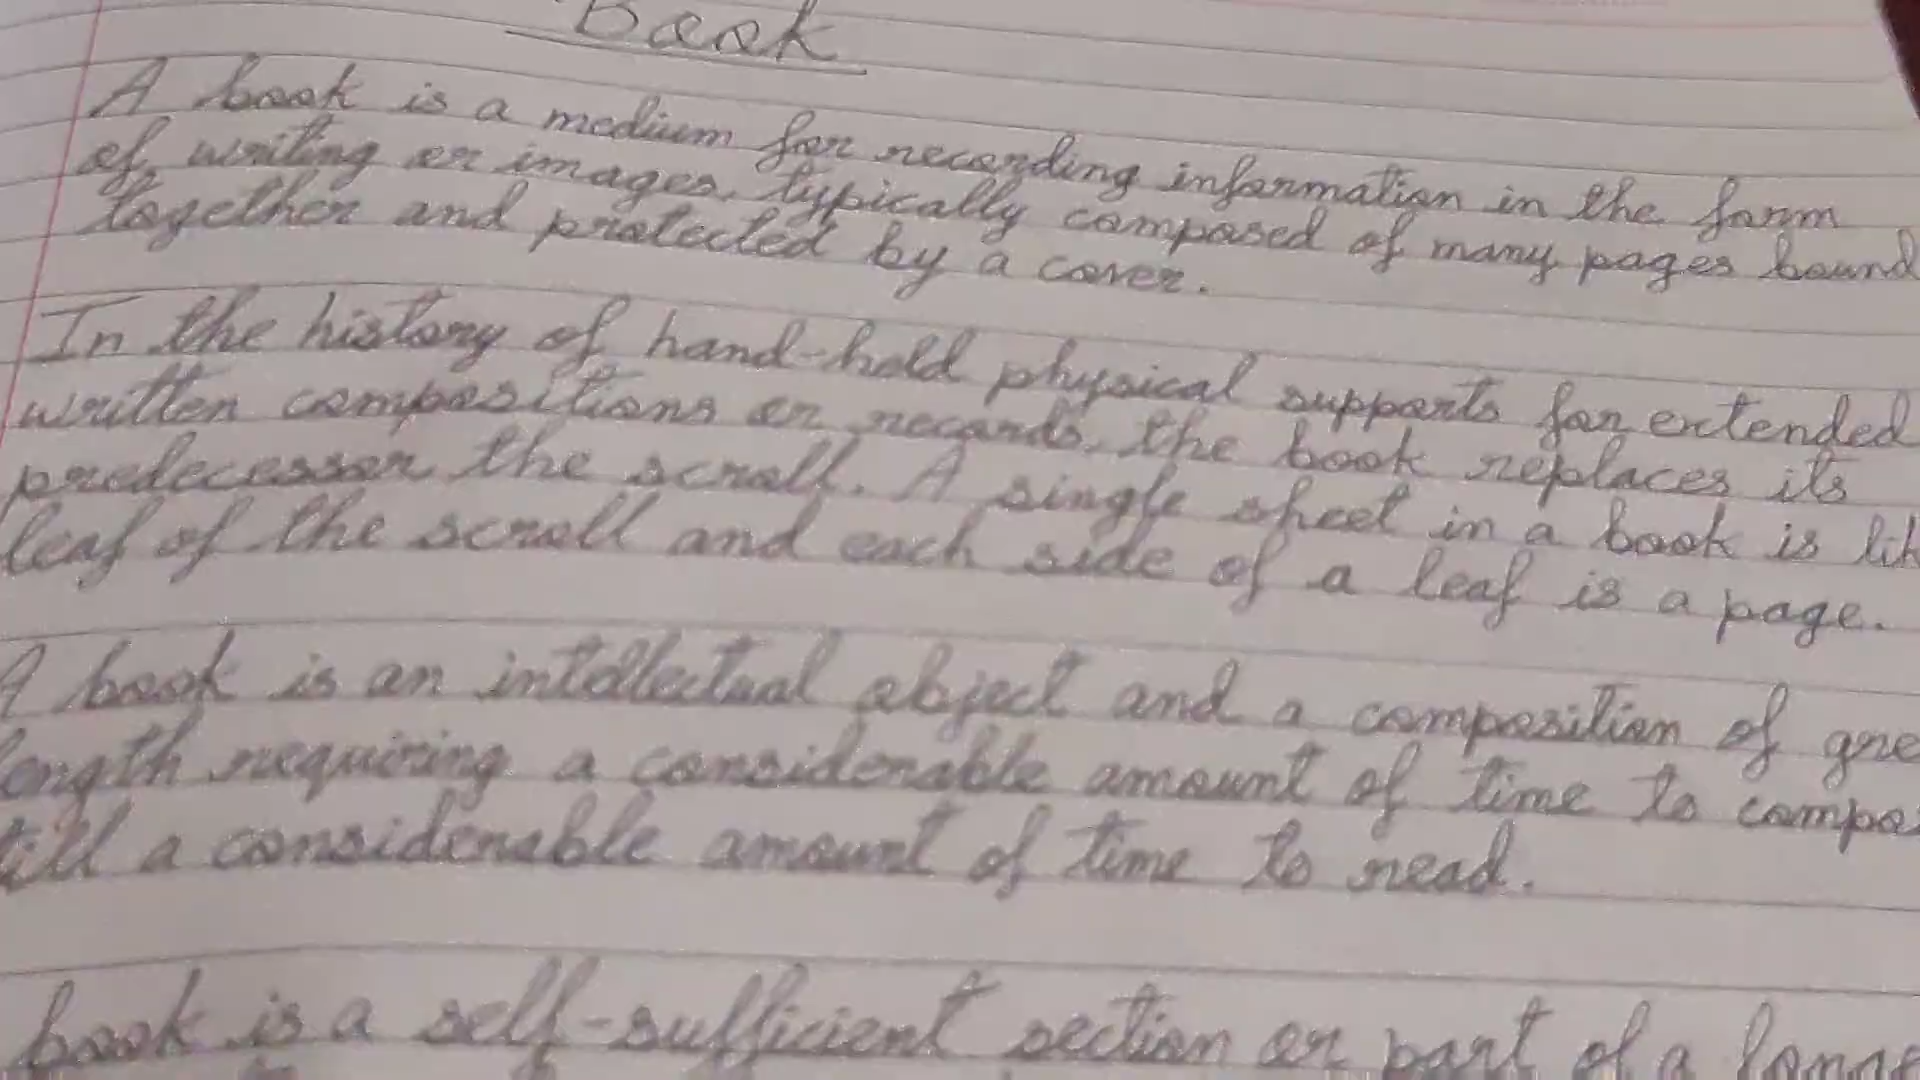 Book
A book is a medium for recording information in the form
of writing or images, typically composed of many pages bound
together and protected by a cover.
In the history of hand-held physical supports for extended
written compositions or records, the book replaces its
predecessor the scroll. A single sheet in a book is
leaf of the scroll and each side of a leaf is a page.
A book is an intellectual object and a composition of
length requiring a considerable amount of time to
till a considerable amount of time to read.
book is a self-sufficient section or part of a